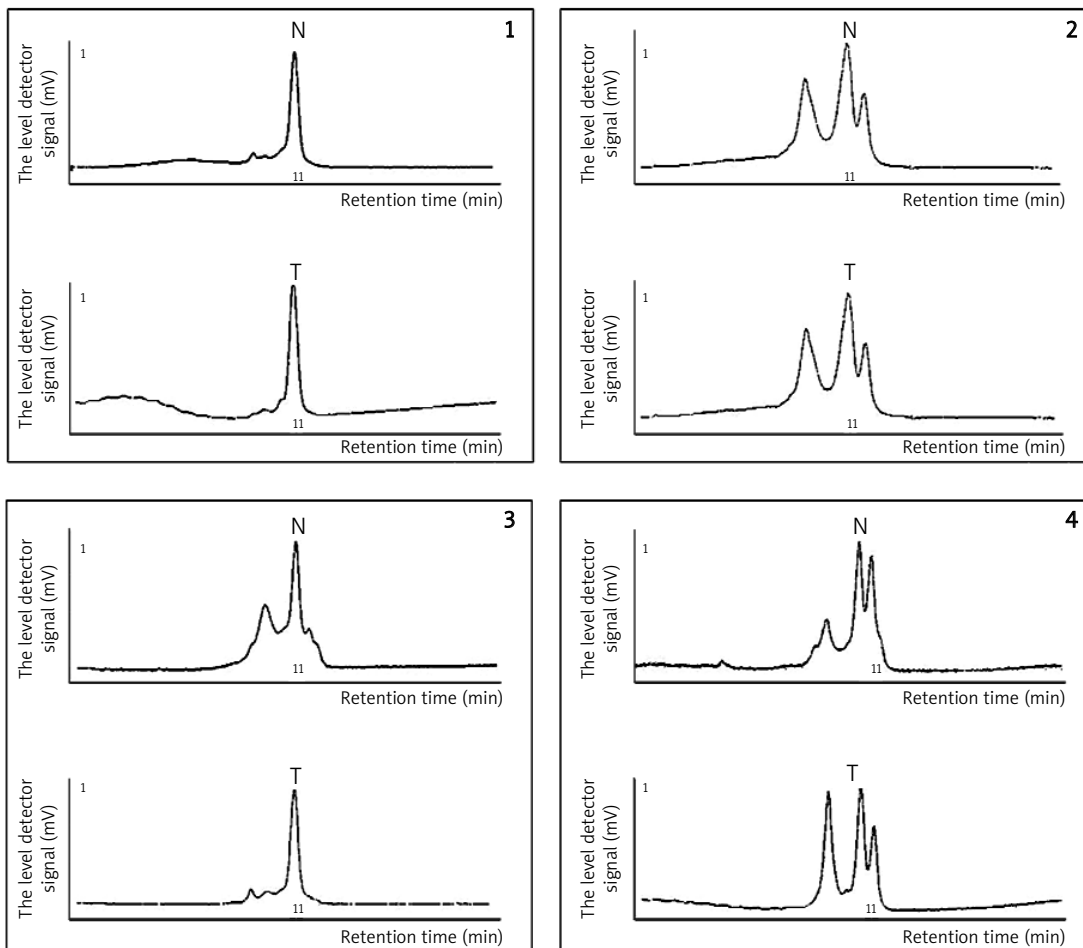 1
N
The level detector
signal (mV)
1
11
Retention time (min)
T
The level detector
signal (mV)
1
11
Retention time (min)
2
N
The level detector
signal (mV)
1
11
Retention time (min)
T
The level detector
signal (mV)
1
11
Retention time (min)
3
N
The level detector
signal (mV)
1
11
Retention time (min)
T
The level detector
signal (mV)
1
11
Retention time (min)
4
N
The level detector
signal (mV)
1
11
Retention time (min)
T
The level detector
signal (mV)
1
11
Retention time (min)